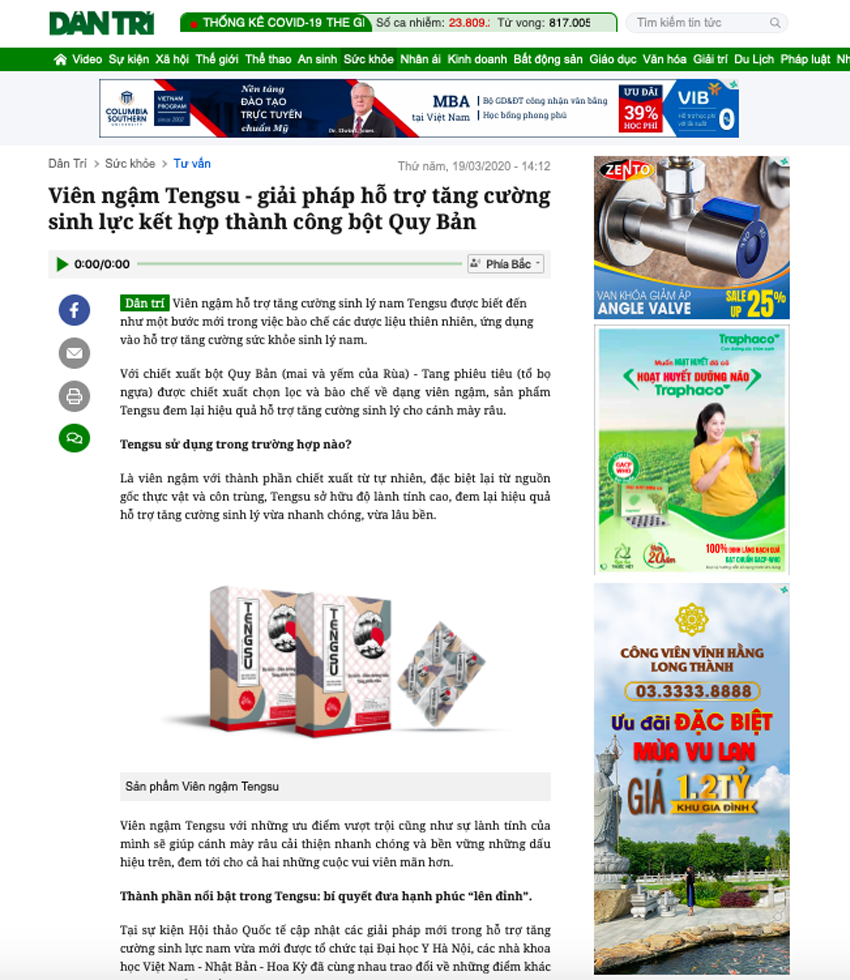 DÂN TRÍ
THỐNG KÊ COVID-19 THẾ GI
Số ca nhiễm: 23.809.: Tử vong: 817.005
Tìm kiếm tin tức
Video Sự kiện Xã hội Thế giới Thể thao An sinh Sức khỏe Nhân ái Kinh doanh Bất động sản Giáo dục Văn hóa Giải trí Du Lịch Pháp luật Nh
COLUMBIA
SOUTHERN
UNIVERSITY
VIETNAM
PROGRAM
since 2002
Nền tảng
ĐÀO TẠO
TRỰC TUYẾN
chuẩn Mỹ
MBA
tại Việt Nam
Bộ GD&ĐT công nhận văn bằng
Học bổng phong phú
ƯU ĐÃI
39%
HỌC PHÍ
VIB
0
Dân Trí > Sức khỏe > Tư vấn
Thứ năm, 19/03/2020 - 14:12
Viên ngậm Tengsu - giải pháp hỗ trợ tăng cường
sinh lực kết hợp thành công bột Quy Bản
0:00/0:00
Phía Bắc
Dân trí Viên ngậm hỗ trợ tăng cường sinh lý nam Tengsu được biết đến
như một bước mới trong việc bào chế các dược liệu thiên nhiên, ứng dụng
vào hỗ trợ tăng cường sức khỏe sinh lý nam.
Với chiết xuất bột Quy Bản (mai và yếm của Rùa) - Tang phiêu tiêu (tổ bọ
ngựa) được chiết xuất chọn lọc và bào chế về dạng viên ngậm, sản phẩm
Tengsu đem lại hiệu quả hỗ trợ tăng cường sinh lý cho cánh mày râu.
Tengsu sử dụng trong trường hợp nào?
Là viên ngậm với thành phần chiết xuất từ tự nhiên, đặc biệt lại từ nguồn
gốc thực vật và côn trùng, Tengsu sở hữu độ lành tính cao, đem lại hiệu quả
hỗ trợ tăng cường sinh lý vừa nhanh chóng, vừa lâu bền.
TENGSU
TENGSU
Sản phẩm Viên ngậm Tengsu
Viên ngậm Tengsu với những ưu điểm vượt trội cũng như sự lành tính của
mình sẽ giúp cánh mày râu cải thiện nhanh chóng và bền vững những dấu
hiệu trên, đem tới cho cả hai những cuộc vui viên mãn hơn.
Thành phần nổi bật trong Tengsu: bí quyết đưa hạnh phúc “lên đỉnh”.
Tại sự kiện Hội thảo Quốc tế cập nhật các giải pháp mới trong hỗ trợ tăng
cường sinh lực nam vừa mới được tổ chức tại Đại học Y Hà Nội, các nhà khoa
học Việt Nam - Nhật Bản - Hoa Kỳ đã cùng nhau trao đổi về những điểm khác
ZENTO
VAN KHÓA GIẢM ÁP
ANGLE VALVE
SALE
UP 25%
Traphaco
Muốn HOẠT HUYẾT đã có
HOẠT HUYẾT DƯỠNG NÃO
Traphaco
GACP
WHO
20 năm
100% ĐINH LĂNG BẠCH QUẢ
ĐẠT CHUẨN GACP-WHO
CÔNG VIÊN VĨNH HẰNG
LONG THÀNH
03.3333.8888
Ưu đãi ĐẶC BIỆT
MÙA VU LAN
GIÁ 1.2TỶ
KHU GIA ĐÌNH